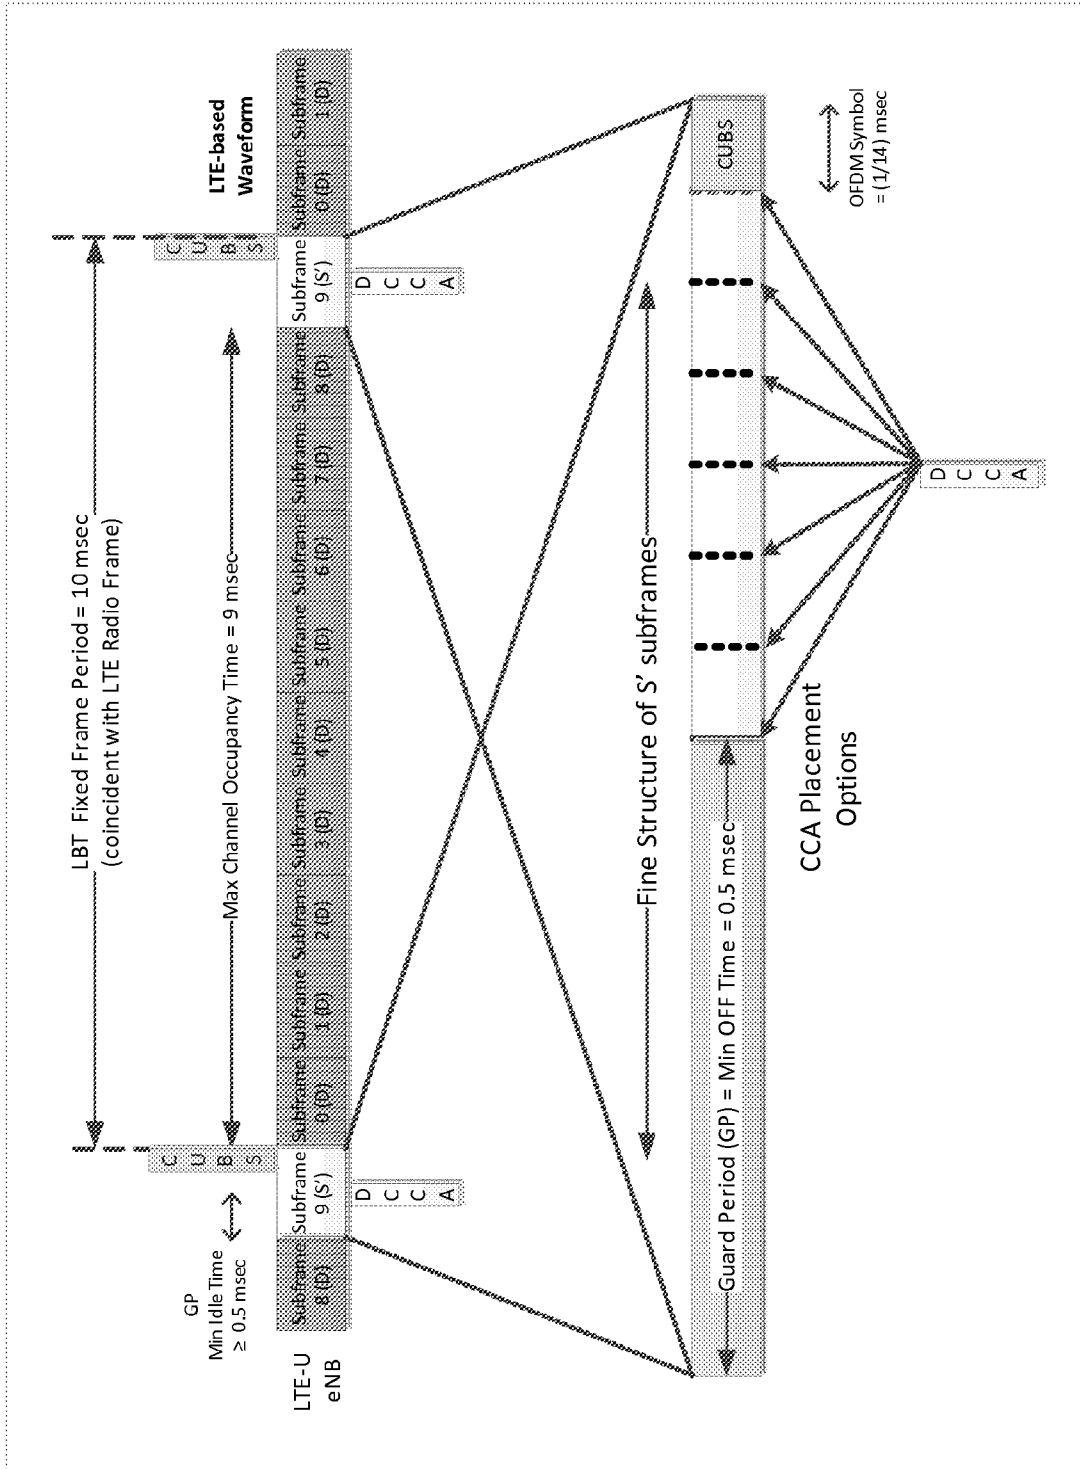 LBT Fixed Frame Period = 10 msec
(coincident with LTE Radio Frame)
LTE-based
Waveform
GP
Min Idle Time
≥ 0.5 msec
Max Channel Occupancy Time = 9 msec
C
U
B
S
C
U
B
S
LTE-U
eNB
Subframe
8 (D)
Subframe
9 (S')
Subframe
0 (D)
Subframe
1 (D)
Subframe
2 (D)
Subframe
3 (D)
Subframe
4 (D)
Subframe
5 (D)
Subframe
6 (D)
Subframe
7 (D)
Subframe
8 (D)
Subframe
9 (S')
Subframe
0 (D)
Subframe
1 (D)
D
C
C
A
D
C
C
A
Fine Structure of S' subframes
Guard Period (GP) = Min OFF Time = 0.5 msec
CUBS
CCA Placement
Options
OFDM Symbol
= (1/14) msec
D
C
C
A